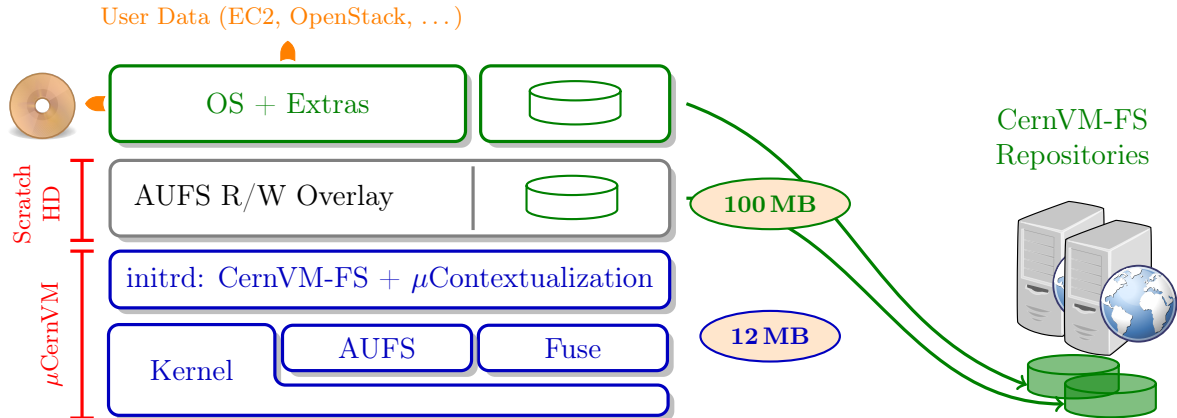 User Data (EC2, OpenStack, ...)
OS + Extras
CernVM-FS
Repositories
Scratch
HD
AUFS R/W Overlay
100 MB
initrd: CernVM-FS + μContextualization
μCernVM
12 MB
AUFS
Fuse
Kernel